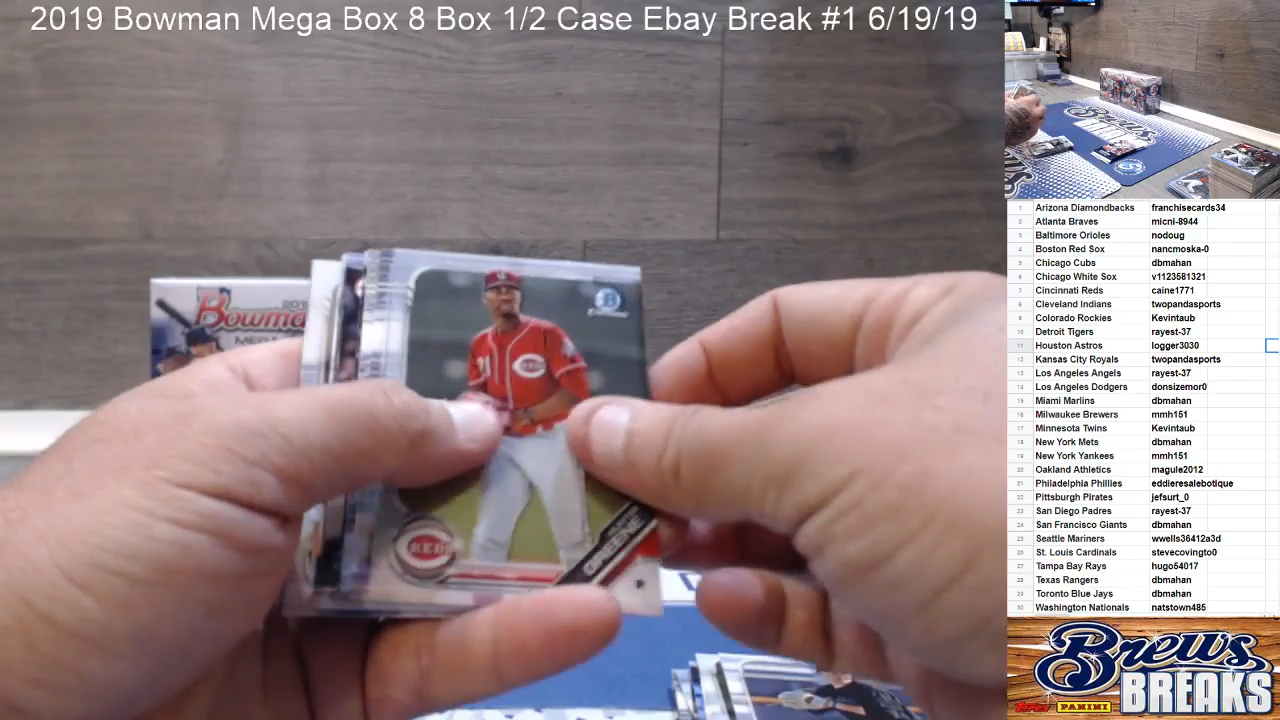 2019 Bowman Mega Box 8 Box 1/2 Case Ebay Break #1 6/19/19
Bowma
REDS
GREENE
1 Arizona Diamondbacks franchisecards34
2 Atlanta Braves micni-8944
3 Baltimore Orioles nodoug
4 Boston Red Sox nancmoska-0
5 Chicago Cubs dbmahan
6 Chicago White Sox v1123581321
7 Cincinnati Reds caine1771
8 Cleveland Indians twopandasports
9 Colorado Rockies Kevintaub
10 Detroit Tigers rayest-37
11 Houston Astros logger3030
12 Kansas City Royals twopandasports
13 Los Angeles Angels rayest-37
14 Los Angeles Dodgers donsizemor0
15 Miami Marlins dbmahan
16 Milwaukee Brewers mmh151
17 Minnesota Twins Kevintaub
18 New York Mets dbmahan
19 New York Yankees mmh151
20 Oakland Athletics magule2012
21 Philadelphia Phillies eddieresalebotique
22 Pittsburgh Pirates jefsurt_0
23 San Diego Padres rayest-37
24 San Francisco Giants dbmahan
25 Seattle Mariners wwells36412a3d
26 St. Louis Cardinals stevecovingto0
27 Tampa Bay Rays hugo54017
28 Texas Rangers dbmahan
29 Toronto Blue Jays dbmahan
30 Washington Nationals natstown485
Brews
BREAKS
Topps PANINI